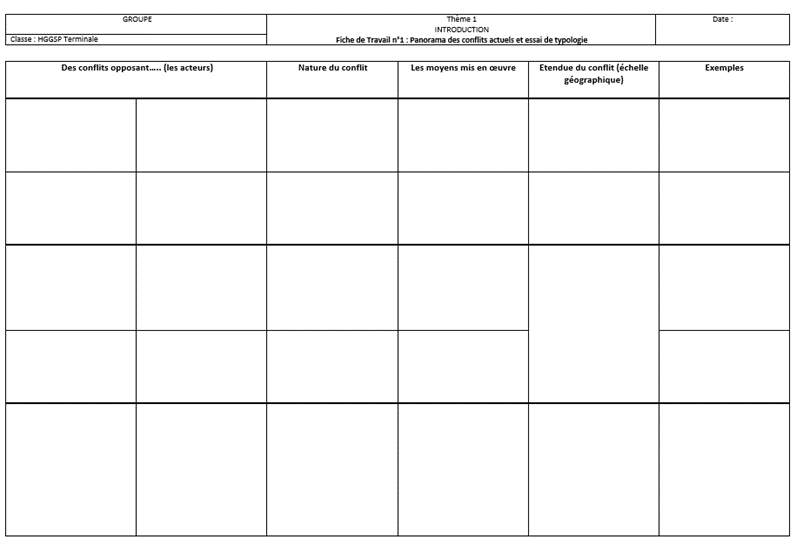 GROUPE
Classe : HGGSP Terminale
Thème 1
INTRODUCTION
Fiche de Travail n°1 : Panorama des conflits actuels et essai de typologie
Date :
Des conflits opposant..... (les acteurs)
Nature du conflit
Les moyens mis en œuvre
Etendue du conflit (échelle
géographique)
Exemples